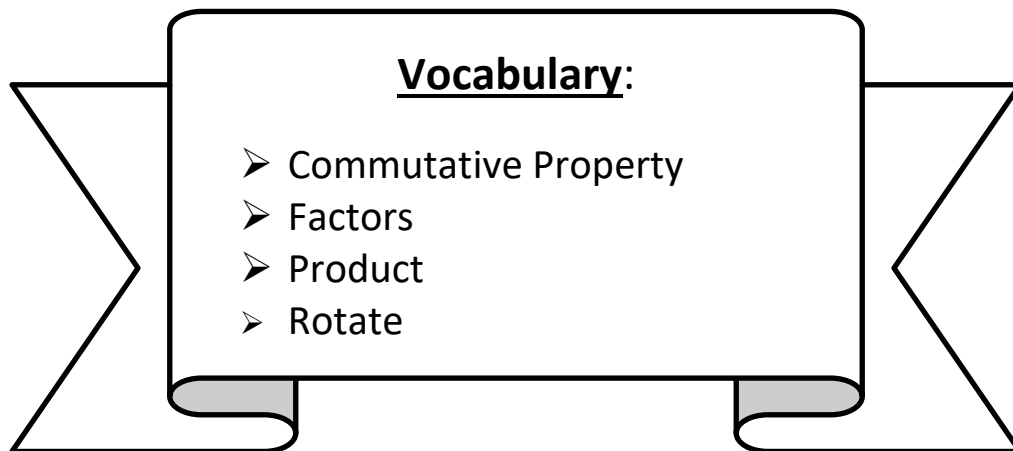 Vocabulary:
➢ Commutative Property
➢ Factors
➢ Product
➢ Rotate